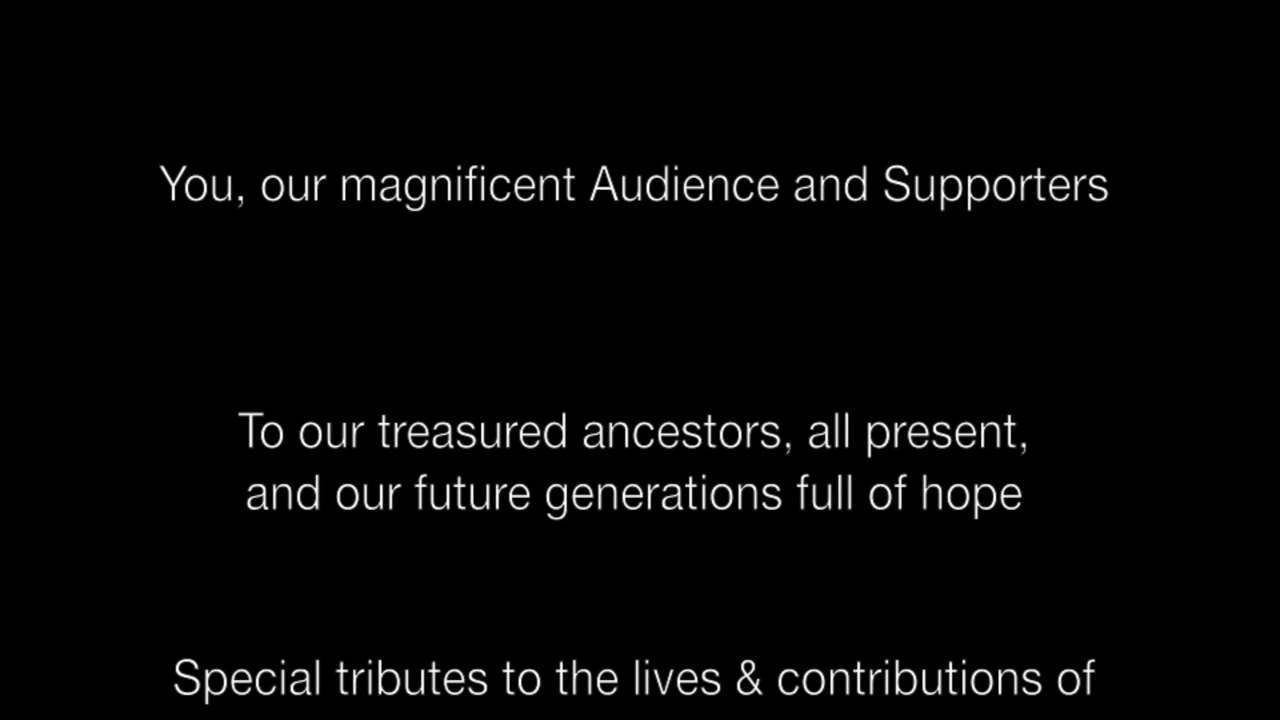 You, our magnificent Audience and Supporters
To our treasured ancestors, all present,
and our future generations full of hope
Special tributes to the lives & contributions of